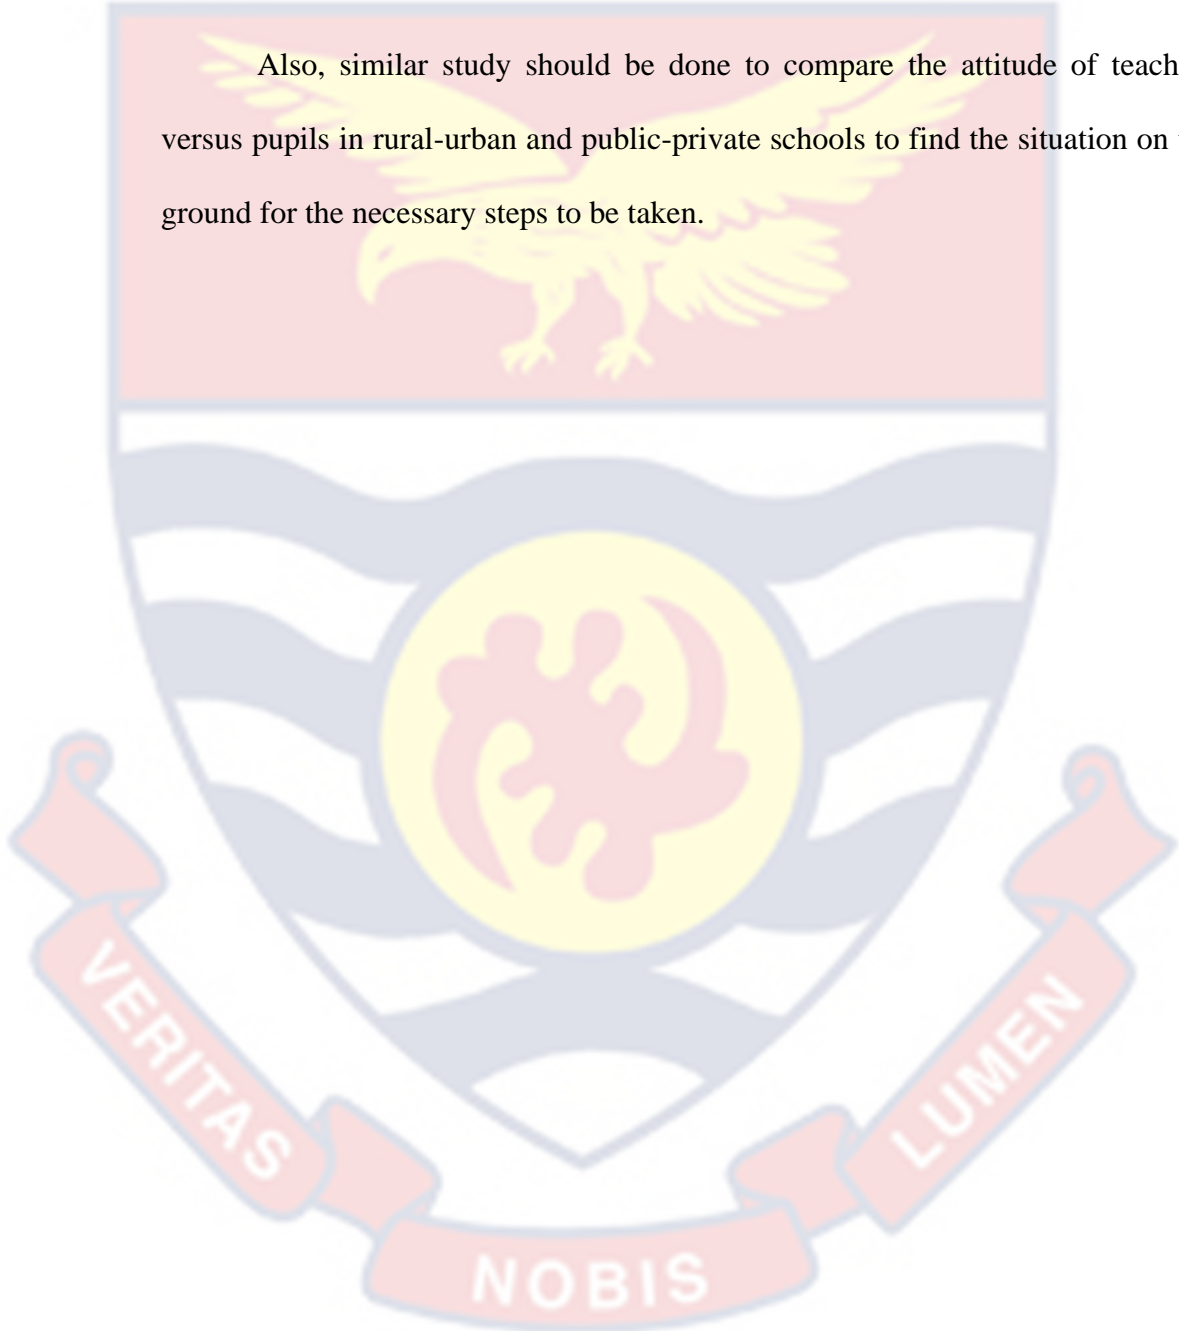 Also, similar study should be done to compare the attitude of teach
versus pupils in rural-urban and public-private schools to find the situation on
ground for the necessary steps to be taken.
VERITAS
NOBIS
LUMEN